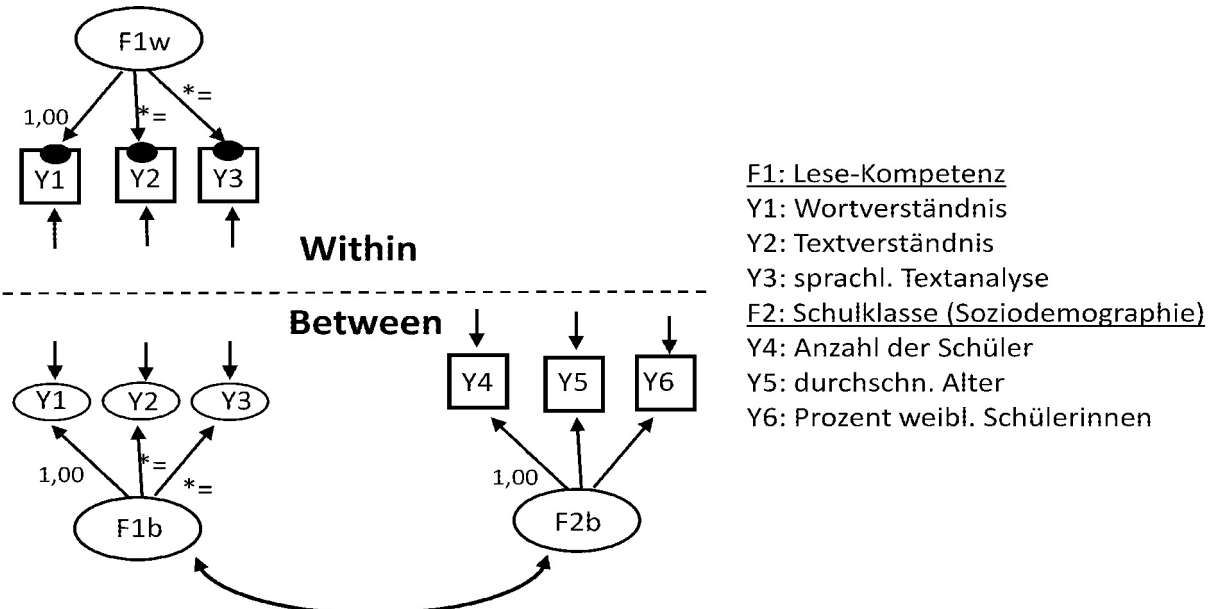 F1w
1,00
*=
*=
Y1
Y2
Y3
Within
Between
Y4
Y5
Y6
Y1
Y2
Y3
1,00
*=
*=
1,00
F1b
F2b
F1: Lese-Kompetenz
Y1: Wortverständnis
Y2: Textverständnis
Y3: sprachl. Textanalyse
F2: Schulklasse (Soziodemographie)
Y4: Anzahl der Schüler
Y5: durchschn. Alter
Y6: Prozent weibl. Schülerinnen